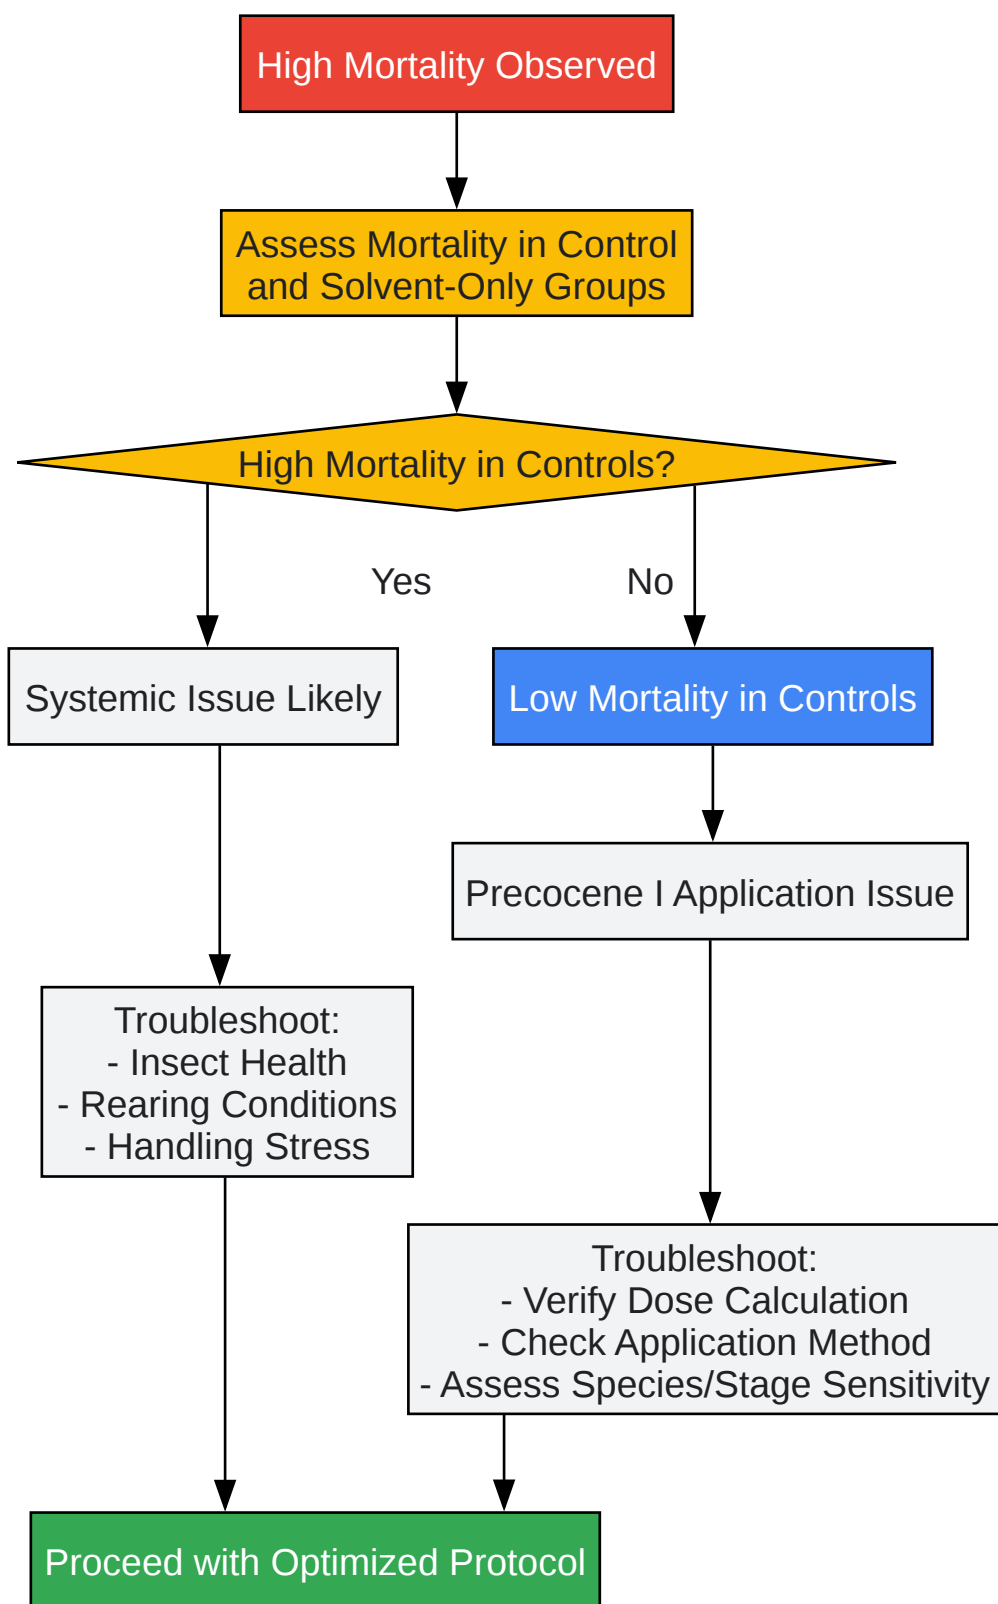 High Mortality Observed
Assess Mortality in Control
and Solvent-Only Groups
High Mortality in Controls?
Yes
No
Systemic Issue Likely
Low Mortality in Controls
Precocene I Application Issue
Troubleshoot:
- Insect Health
- Rearing Conditions
- Handling Stress
Troubleshoot:
- Verify Dose Calculation
- Check Application Method
- Assess Species/Stage Sensitivity
Proceed with Optimized Protocol